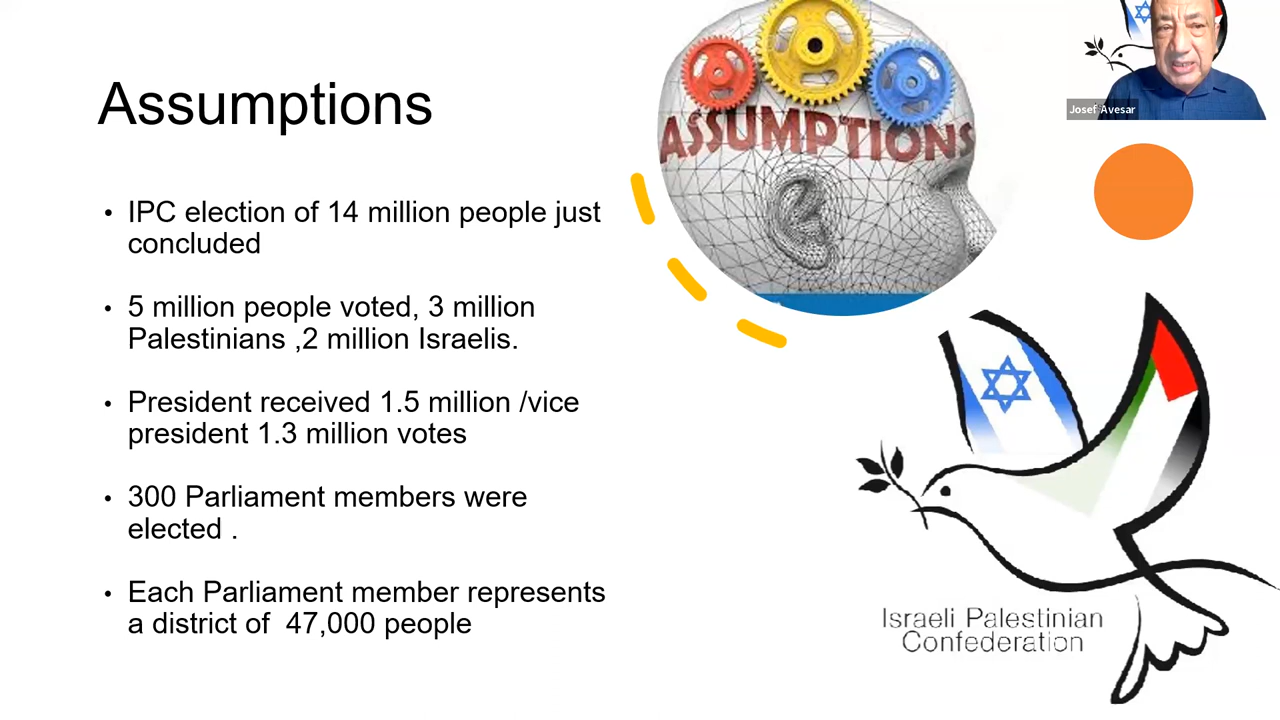 Assumptions
• IPC election of 14 million people just
concluded
• 5 million people voted, 3 million
Palestinians ,2 million Israelis.
• President received 1.5 million /vice
president 1.3 million votes
• 300 Parliament members were
elected .
• Each Parliament member represents
a district of  47,000 people
ASSUMPTIONS
Josef Avesar
Israeli Palestinian
Confederation